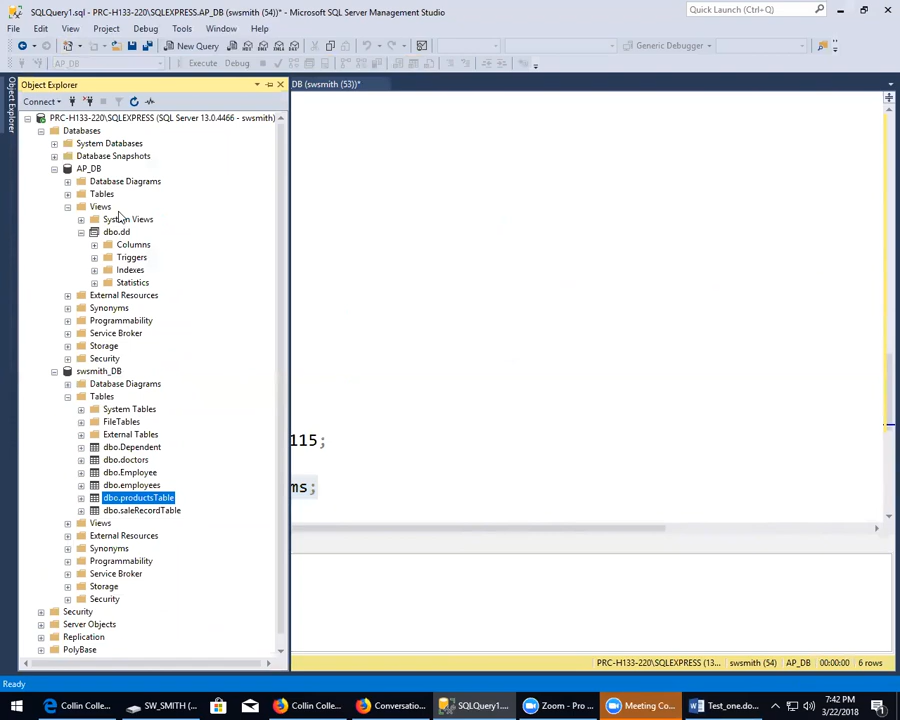 SQLQuery1.sql - PRC-H133-220\SQLEXPRESS.AP_DB (swsmith (54))* - Microsoft SQL Server Management Studio
Quick Launch (Ctrl+Q)
File Edit View Project Debug Tools Window Help
New Query
Generic Debugger
AP_DB
Execute Debug
Object Explorer
Object Explorer
DB (swsmith (53))*
Connect
PRC-H133-220\SQLEXPRESS (SQL Server 13.0.4466 - swsmith)
Databases
System Databases
Database Snapshots
AP_DB
Database Diagrams
Tables
Views
System Views
dbo.dd
Columns
Triggers
Indexes
Statistics
External Resources
Synonyms
Programmability
Service Broker
Storage
Security
swsmith_DB
Database Diagrams
Tables
System Tables
FileTables
External Tables
dbo.Dependent
dbo.doctors
dbo.Employee
dbo.employees
dbo.productsTable
dbo.saleRecordTable
Views
External Resources
Synonyms
Programmability
Service Broker
Storage
Security
Security
Server Objects
Replication
PolyBase
115;
ms;
PRC-H133-220\SQLEXPRESS (13... swsmith (54) AP_DB 00:00:00 6 rows
Ready
Collin Colle... SW_SMITH (... Collin Colle... Conversatio... SQLQuery1.... Zoom - Pro ... Meeting Co... Test_one.do...
7:42 PM
3/22/2018
1